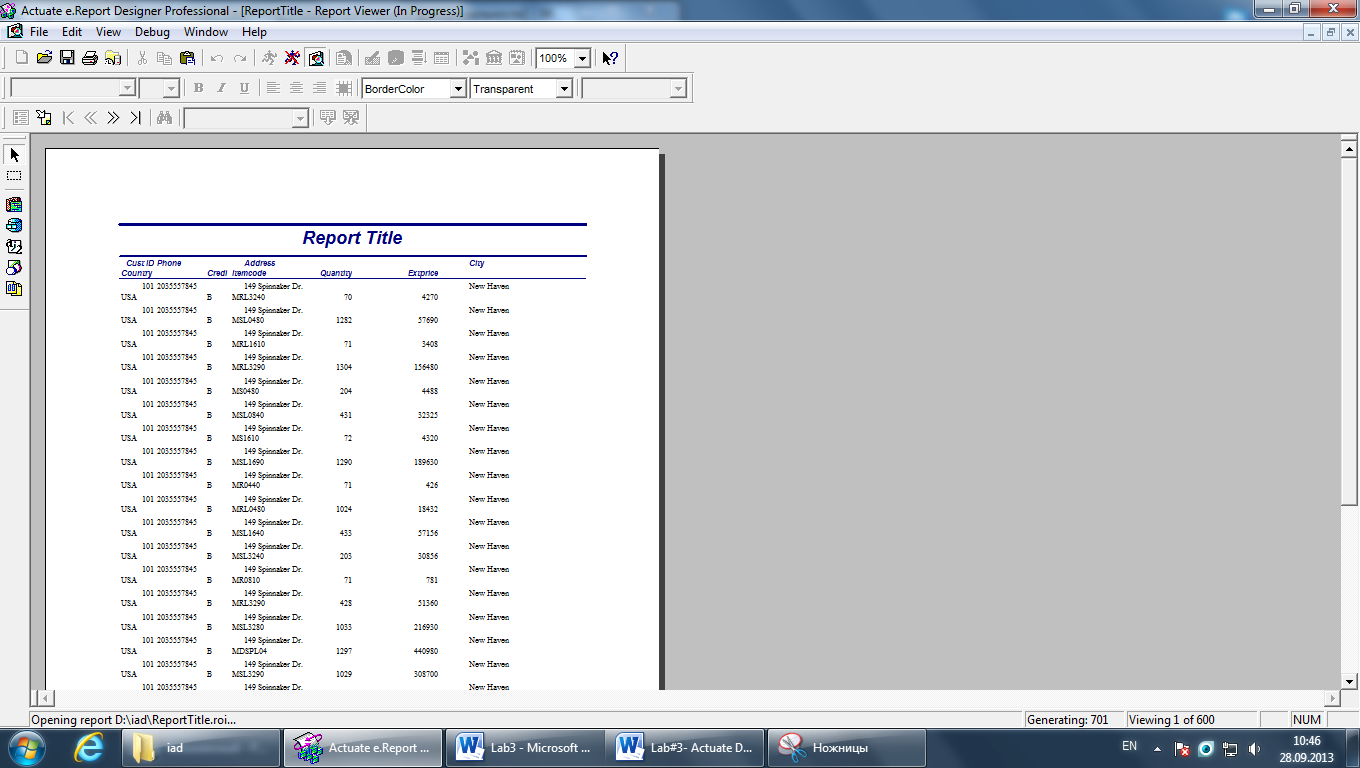 Actuate e.Report Designer Professional - [ReportTitle - Report Viewer (In Progress)]
File Edit View Debug Window Help
100%
B I U BorderColor Transparent
Report Title
Cust ID Phone Address City
Country Credi Itemcode Quantity Extprice
101 2035557845 149 Spinnaker Dr. New Haven
USA B MRL3240 70 4270
101 2035557845 149 Spinnaker Dr. New Haven
USA B MSL0480 1282 57690
101 2035557845 149 Spinnaker Dr. New Haven
USA B MRL1610 71 3408
101 2035557845 149 Spinnaker Dr. New Haven
USA B MRL3290 1304 156480
101 2035557845 149 Spinnaker Dr. New Haven
USA B MS0480 204 4488
101 2035557845 149 Spinnaker Dr. New Haven
USA B MSL0840 431 32325
101 2035557845 149 Spinnaker Dr. New Haven
USA B MS1610 72 4320
101 2035557845 149 Spinnaker Dr. New Haven
USA B MSL1690 1290 189630
101 2035557845 149 Spinnaker Dr. New Haven
USA B MR0440 71 426
101 2035557845 149 Spinnaker Dr. New Haven
USA B MRL0480 1024 18432
101 2035557845 149 Spinnaker Dr. New Haven
USA B MSL1640 433 57156
101 2035557845 149 Spinnaker Dr. New Haven
USA B MSL3240 203 30856
101 2035557845 149 Spinnaker Dr. New Haven
USA B MR0810 71 781
101 2035557845 149 Spinnaker Dr. New Haven
USA B MRL3290 428 51360
101 2035557845 149 Spinnaker Dr. New Haven
USA B MSL3280 1033 216930
101 2035557845 149 Spinnaker Dr. New Haven
USA B MDSPL04 1297 440980
101 2035557845 149 Spinnaker Dr. New Haven
USA B MSL3290 1029 308700
101 2035557845 149 Spinnaker Dr. New Haven
Opening report D:\iad\ReportTitle.roi... Generating: 701 Viewing 1 of 600 NUM
iad Actuate e.Report ... Lab3 - Microsoft ... Lab#3- Actuate D... Ножницы EN 10:46
28.09.2013